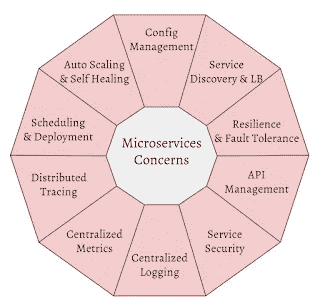 Config
Management
Service
Discovery & LB
Resilience
& Fault Tolerance
API
Management
Service
Security
Centralized
Logging
Centralized
Metrics
Distributed
Tracing
Scheduling
& Deployment
Auto Scaling
& Self Healing
Microservices
Concerns